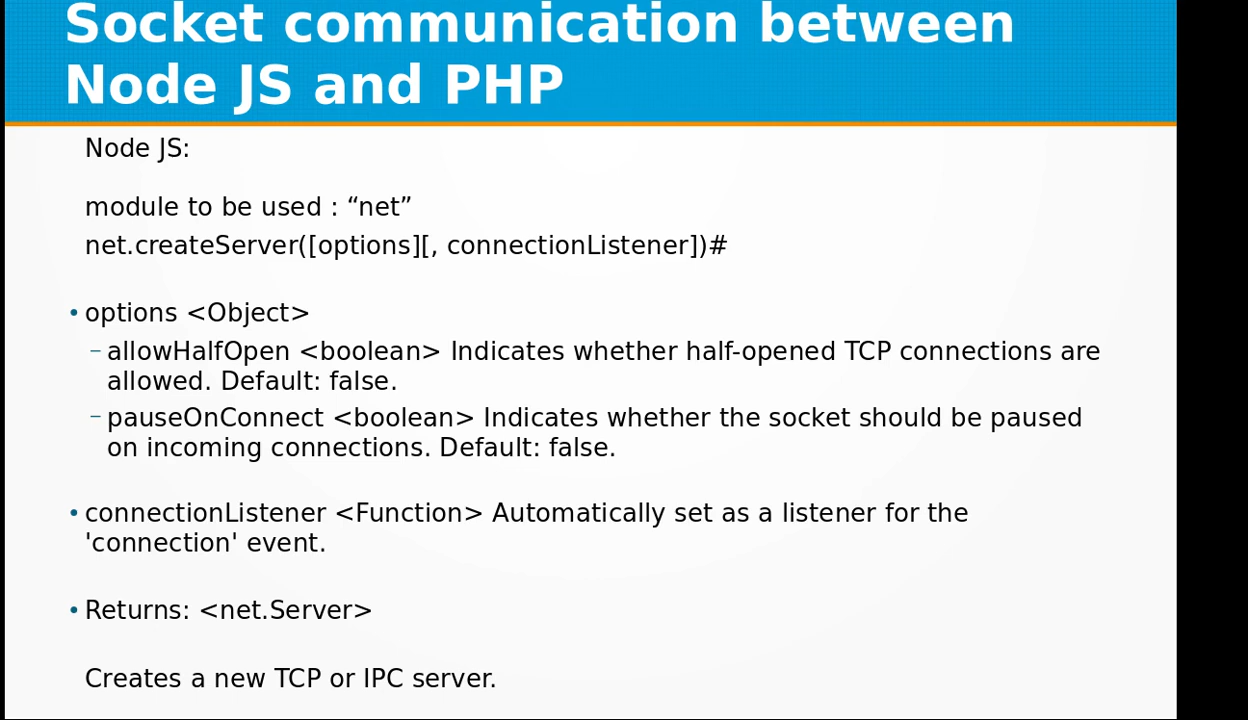 Socket communication between
Node JS and PHP
Node JS:
module to be used : “net”
net.createServer([options][, connectionListener])#
• options <Object>
– allowHalfOpen <boolean> Indicates whether half-opened TCP connections are
allowed. Default: false.
– pauseOnConnect <boolean> Indicates whether the socket should be paused
on incoming connections. Default: false.
• connectionListener <Function> Automatically set as a listener for the
'connection' event.
• Returns: <net.Server>
Creates a new TCP or IPC server.